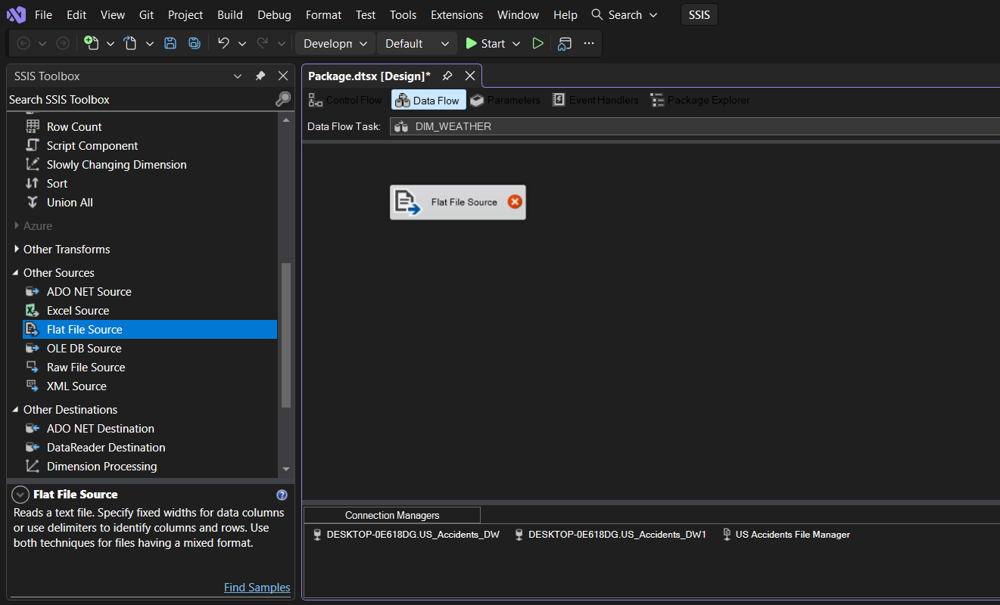 File Edit View Git Project Build Debug Format Test Tools Extensions Window Help Search SSIS
Developn Default Start
SSIS Toolbox
Search SSIS Toolbox
Row Count
Script Component
Slowly Changing Dimension
Sort
Union All
Azure
Other Transforms
Other Sources
ADO NET Source
Excel Source
Flat File Source
OLE DB Source
Raw File Source
XML Source
Other Destinations
ADO NET Destination
DataReader Destination
Dimension Processing
Flat File Source
Reads a text file. Specify fixed widths for data columns
or use delimiters to identify columns and rows. Use
both techniques for files having a mixed format.
Find Samples
Package.dtsx [Design]*
Control Flow Data Flow Parameters Event Handlers Package Explorer
Data Flow Task: DIM_WEATHER
Flat File Source
Connection Managers
DESKTOP-0E618DG.US_Accidents_DW DESKTOP-0E618DG.US_Accidents_DW1 US Accidents File Manager